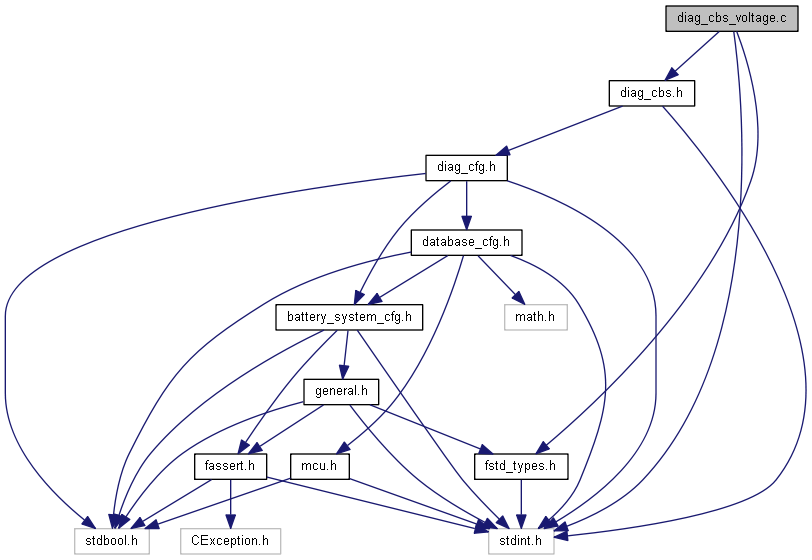 diag_cbs_voltage.c
diag_cbs.h
diag_cfg.h
database_cfg.h
battery_system_cfg.h
math.h
general.h
fassert.h
mcu.h
fstd_types.h
stdbool.h
CException.h
stdint.h